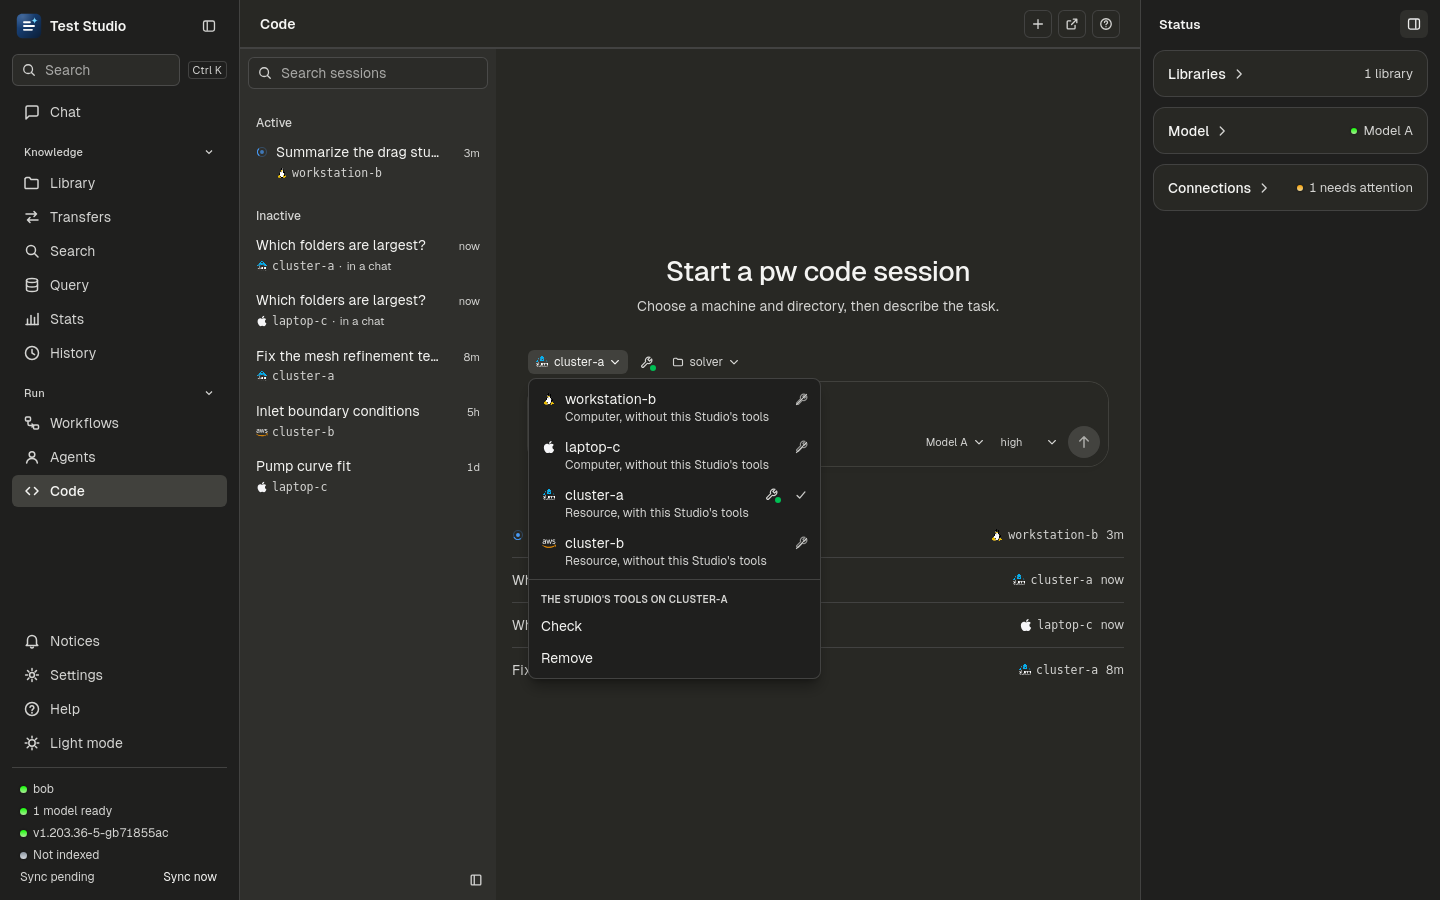 Test Studio
Search
Ctrl K
Chat
Knowledge
Library
Transfers
Search
Query
Stats
History
Run
Workflows
Agents
Code
Notices
Settings
Help
Light mode
bob
1 model ready
v1.203.36-5-gb71855ac
Not indexed
Sync pending
Sync now
Code
Search sessions
Active
Summarize the drag stu...
3m
workstation-b
Inactive
Which folders are largest?
now
cluster-a · in a chat
Which folders are largest?
now
laptop-c · in a chat
Fix the mesh refinement te...
8m
cluster-a
Inlet boundary conditions
5h
aws cluster-b
Pump curve fit
1d
laptop-c
Start a pw code session
Choose a machine and directory, then describe the task.
cluster-a
solver
workstation-b
Computer, without this Studio's tools
laptop-c
Computer, without this Studio's tools
cluster-a
Resource, with this Studio's tools
aws cluster-b
Resource, without this Studio's tools
THE STUDIO'S TOOLS ON CLUSTER-A
Check
Remove
Model A
high
workstation-b 3m
Wh
cluster-a now
Wh
laptop-c now
Fix
cluster-a 8m
Status
Libraries
1 library
Model
Model A
Connections
1 needs attention